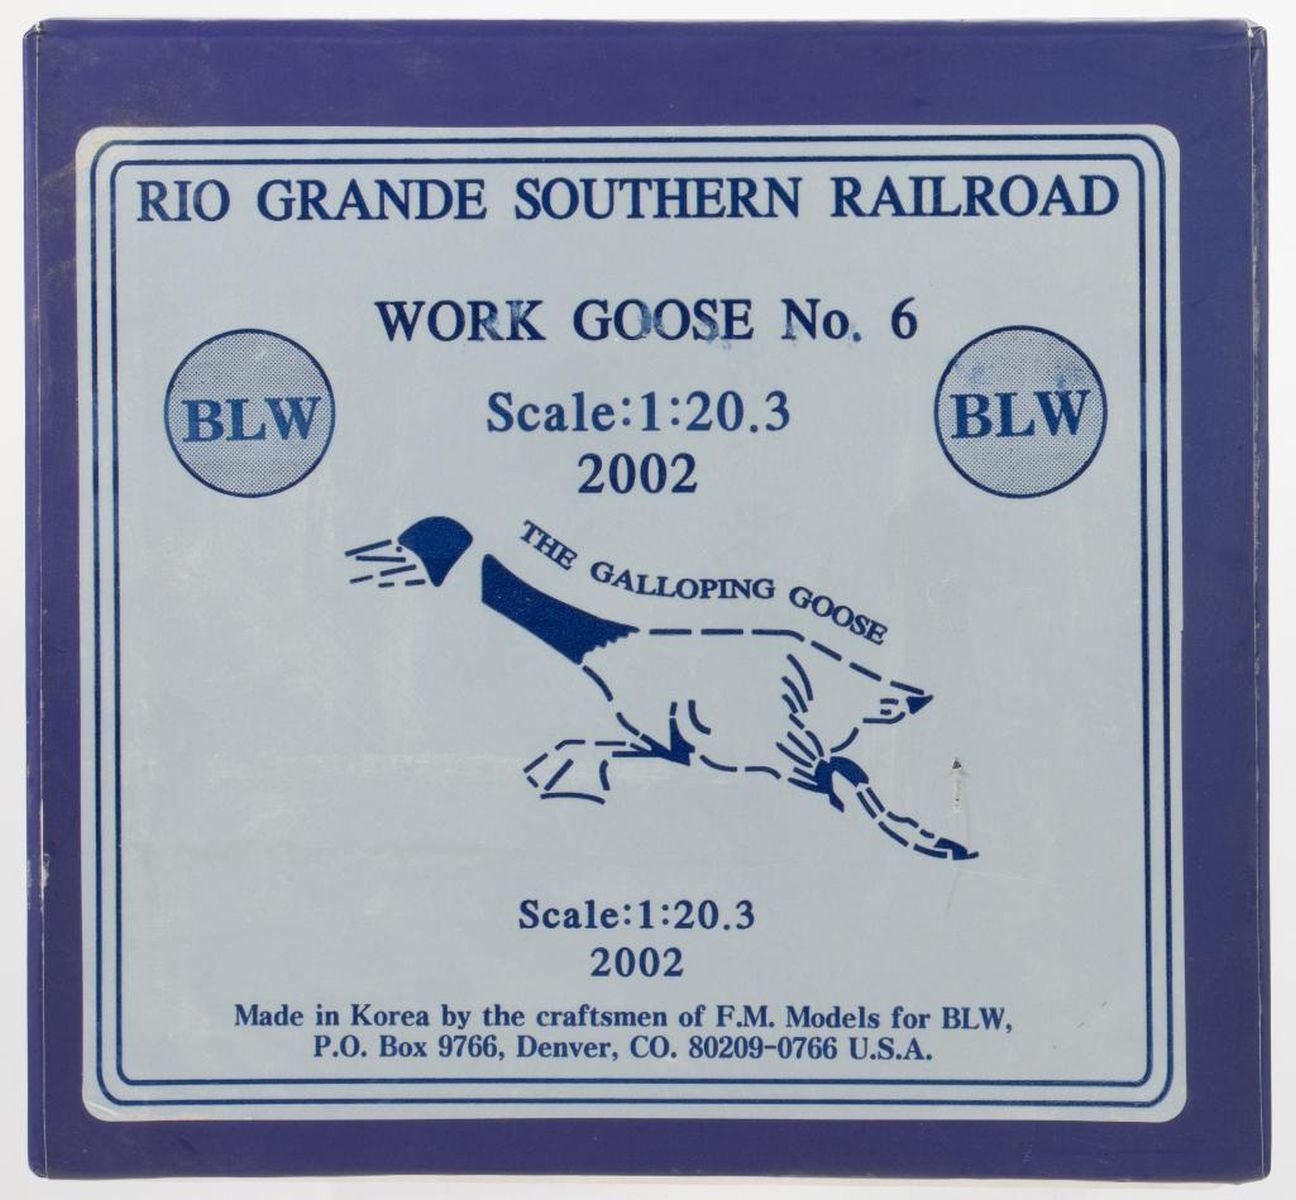 RIO GRANDE SOUTHERN RAILROAD
WORK GOOSE No. 6
BLW
BLW
Scale:1:20.3
2002
THE GALLOPING GOOSE
Scale:1:20.3
2002
Made in Korea by the craftsmen of F.M. Models for BLW,
P.O. Box 9766, Denver, CO. 80209-0766 U.S.A.